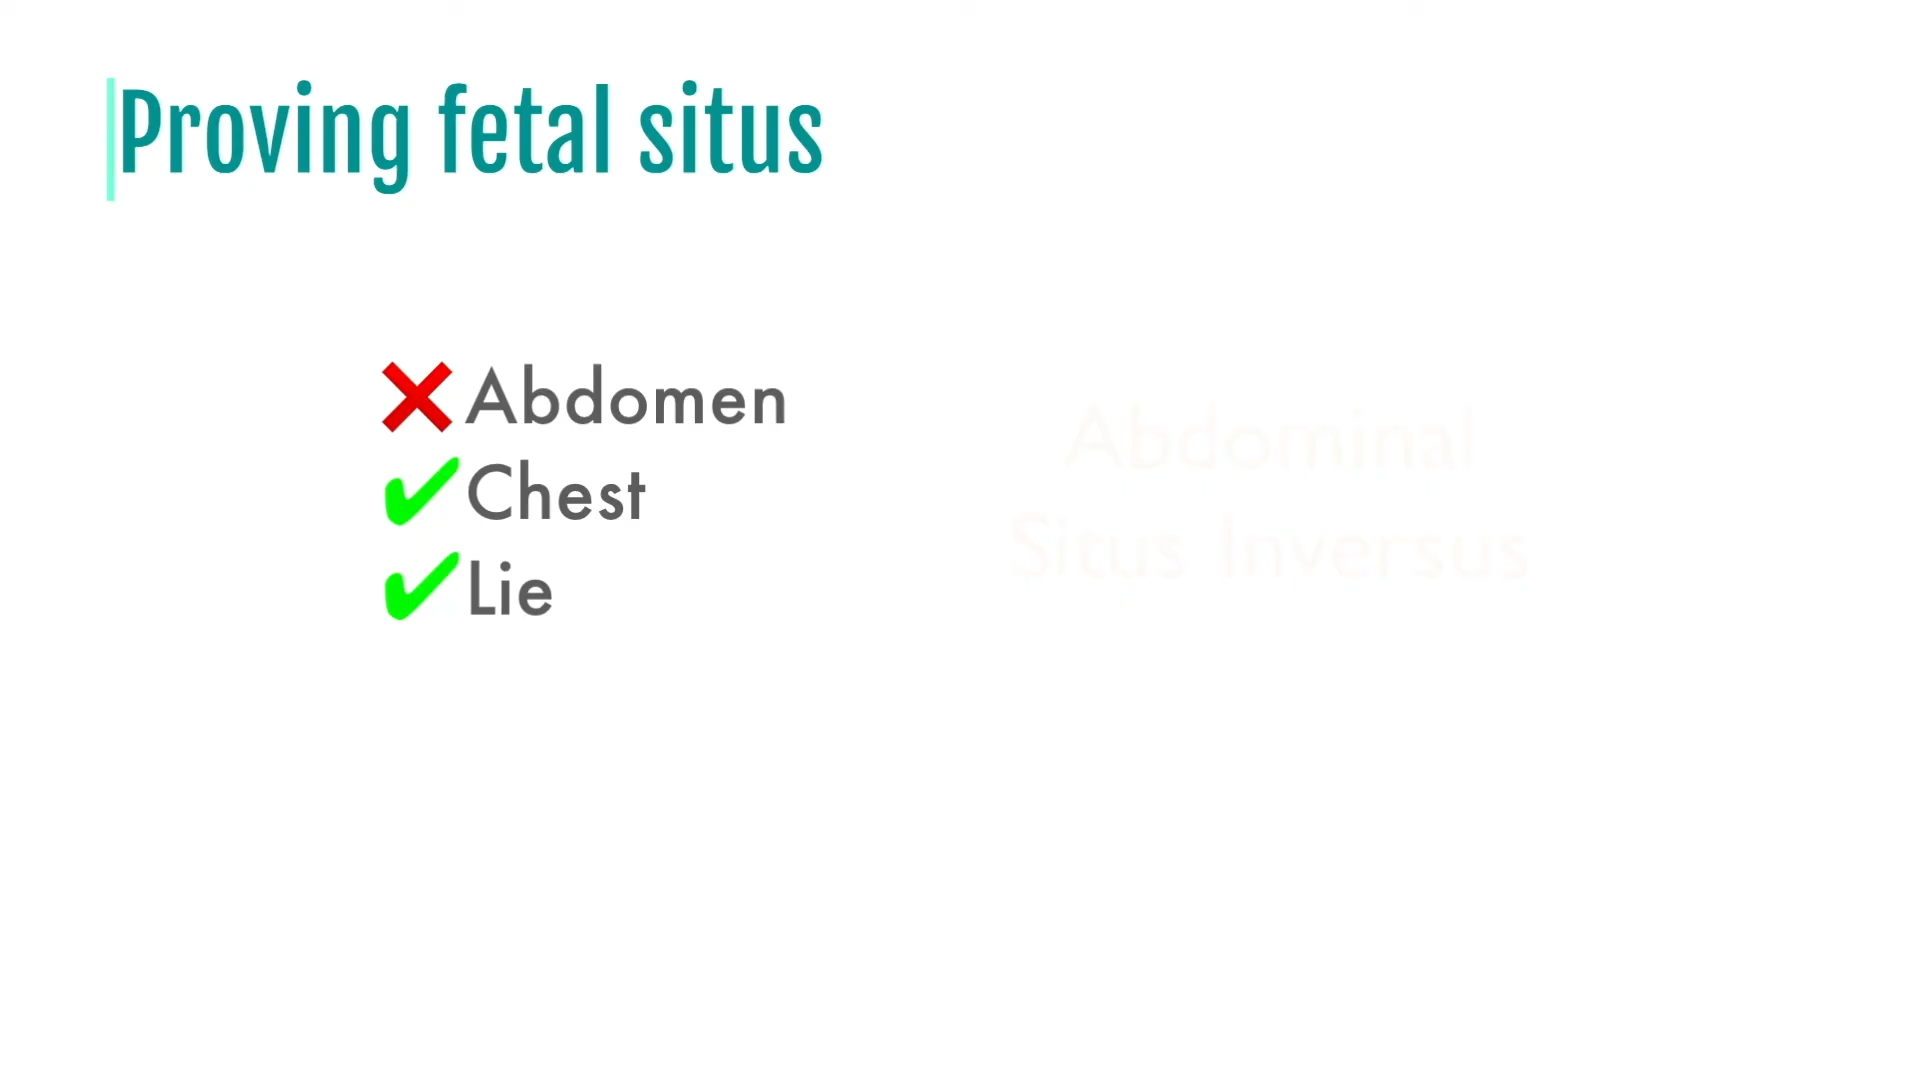 Proving fetal situs
❌Abdomen
✔Chest
✔Lie
Abdominal
Situs Inversus